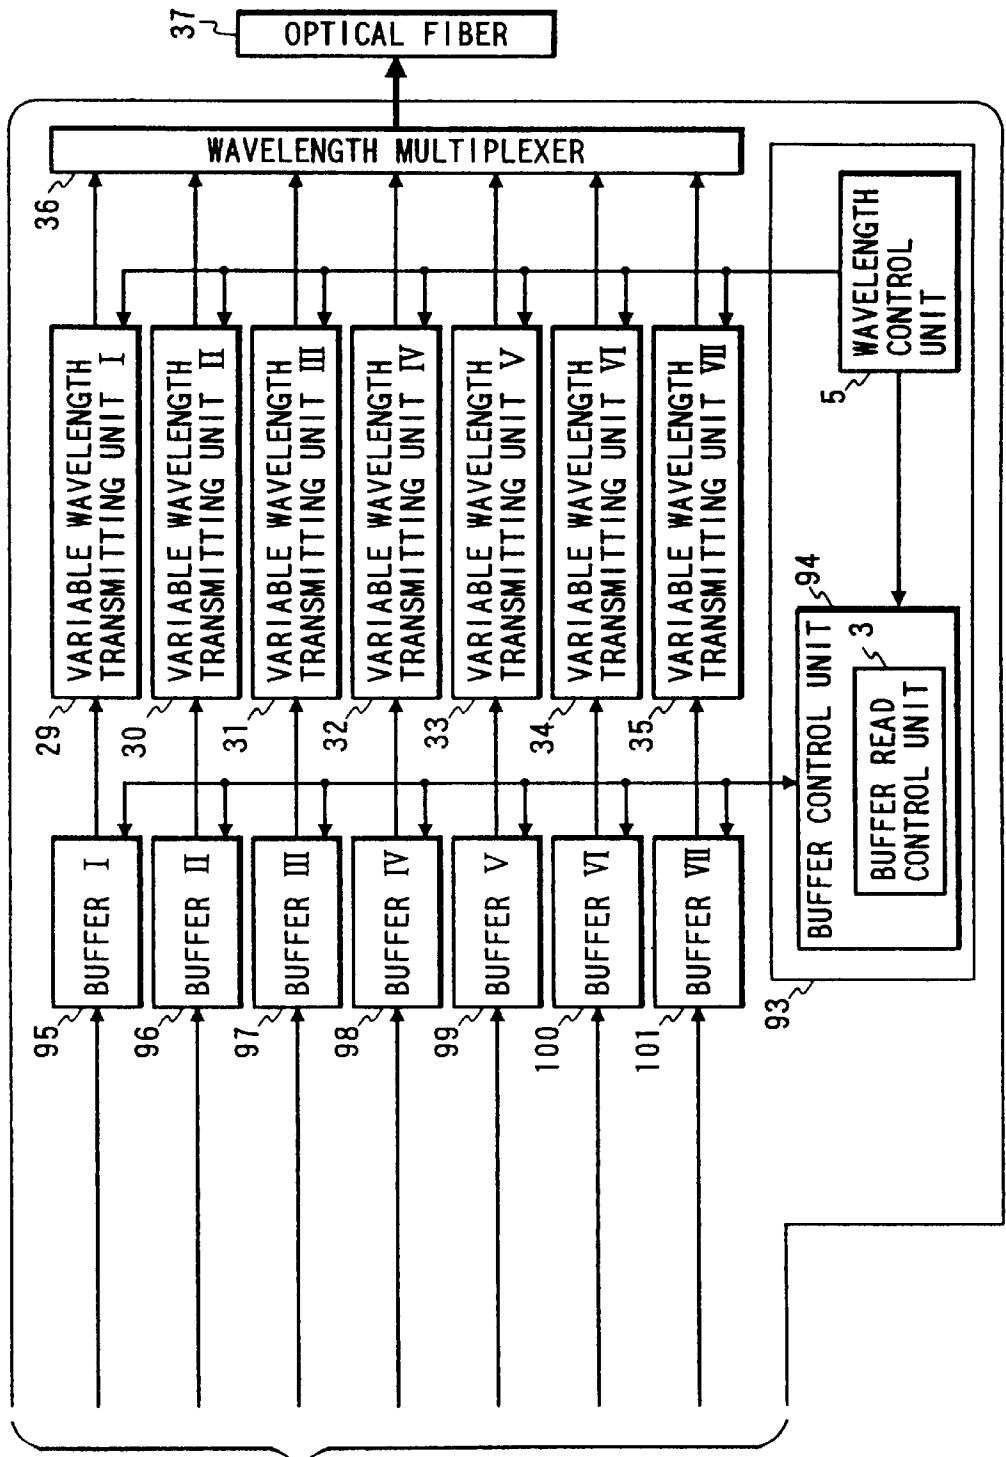 37
OPTICAL FIBER
36
WAVELENGTH MULTIPLEXER
29
VARIABLE WAVELENGTH
TRANSMITTING UNIT I
30
VARIABLE WAVELENGTH
TRANSMITTING UNIT II
31
VARIABLE WAVELENGTH
TRANSMITTING UNIT III
32
VARIABLE WAVELENGTH
TRANSMITTING UNIT IV
33
VARIABLE WAVELENGTH
TRANSMITTING UNIT V
34
VARIABLE WAVELENGTH
TRANSMITTING UNIT VI
35
VARIABLE WAVELENGTH
TRANSMITTING UNIT VII
5
WAVELENGTH
CONTROL
UNIT
95
BUFFER I
96
BUFFER II
97
BUFFER III
98
BUFFER IV
99
BUFFER V
100
BUFFER VI
101
BUFFER VII
94
BUFFER CONTROL UNIT
3
BUFFER READ
CONTROL UNIT
93